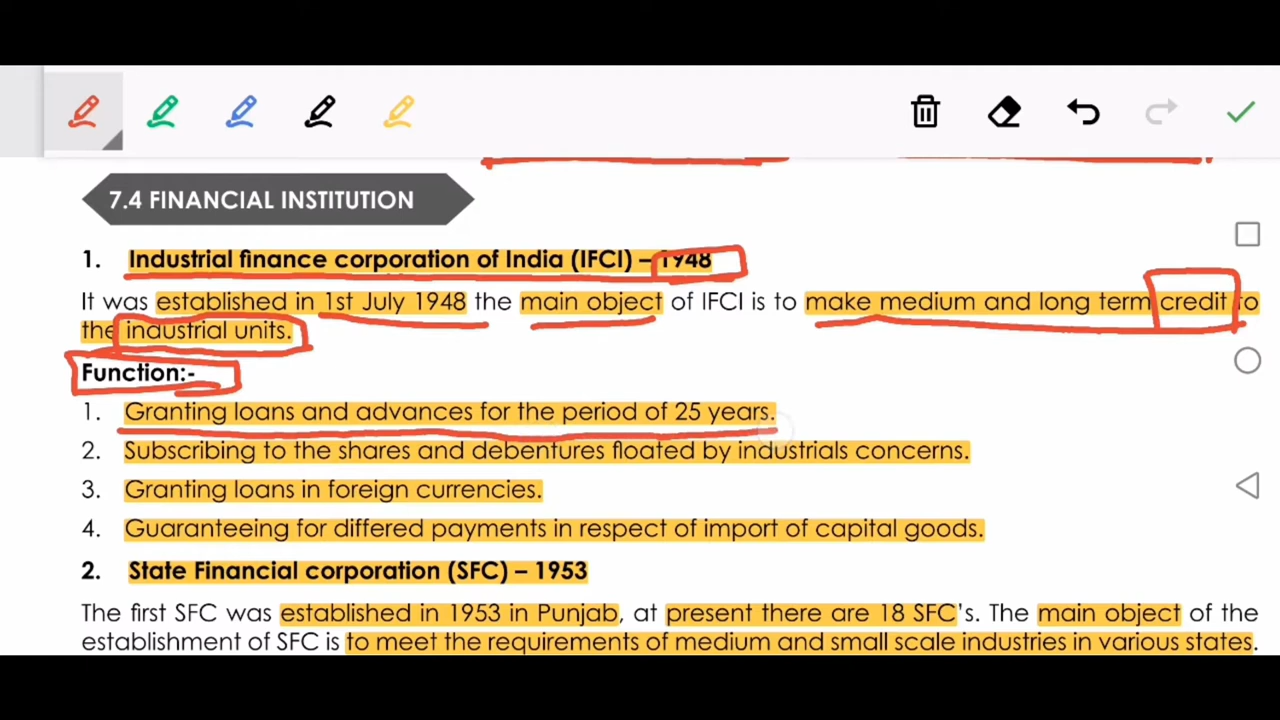 7.4 FINANCIAL INSTITUTION
1. Industrial finance corporation of India (IFCI) – 1948
It was established in 1st July 1948 the main object of IFCI is to make medium and long term credit to
the industrial units.
Function:-
1. Granting loans and advances for the period of 25 years.
2. Subscribing to the shares and debentures floated by industrials concerns.
3. Granting loans in foreign currencies.
4. Guaranteeing for differed payments in respect of import of capital goods.
2. State Financial corporation (SFC) – 1953
The first SFC was established in 1953 in Punjab, at present there are 18 SFC's. The main object of the
establishment of SFC is to meet the requirements of medium and small scale industries in various states.